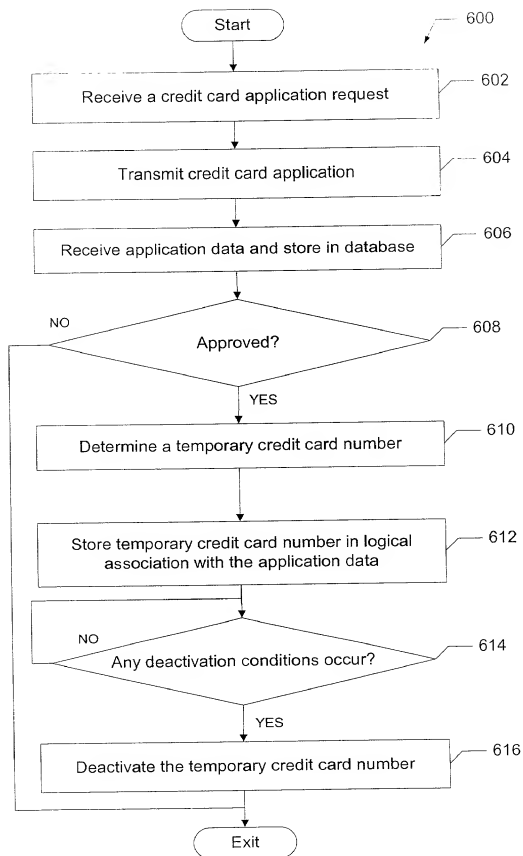 Start
600
Receive a credit card application request
602
Transmit credit card application
604
Receive application data and store in database
606
NO
Approved?
608
YES
Determine a temporary credit card number
610
Store temporary credit card number in logical
association with the application data
612
NO
Any deactivation conditions occur?
614
YES
Deactivate the temporary credit card number
616
Exit